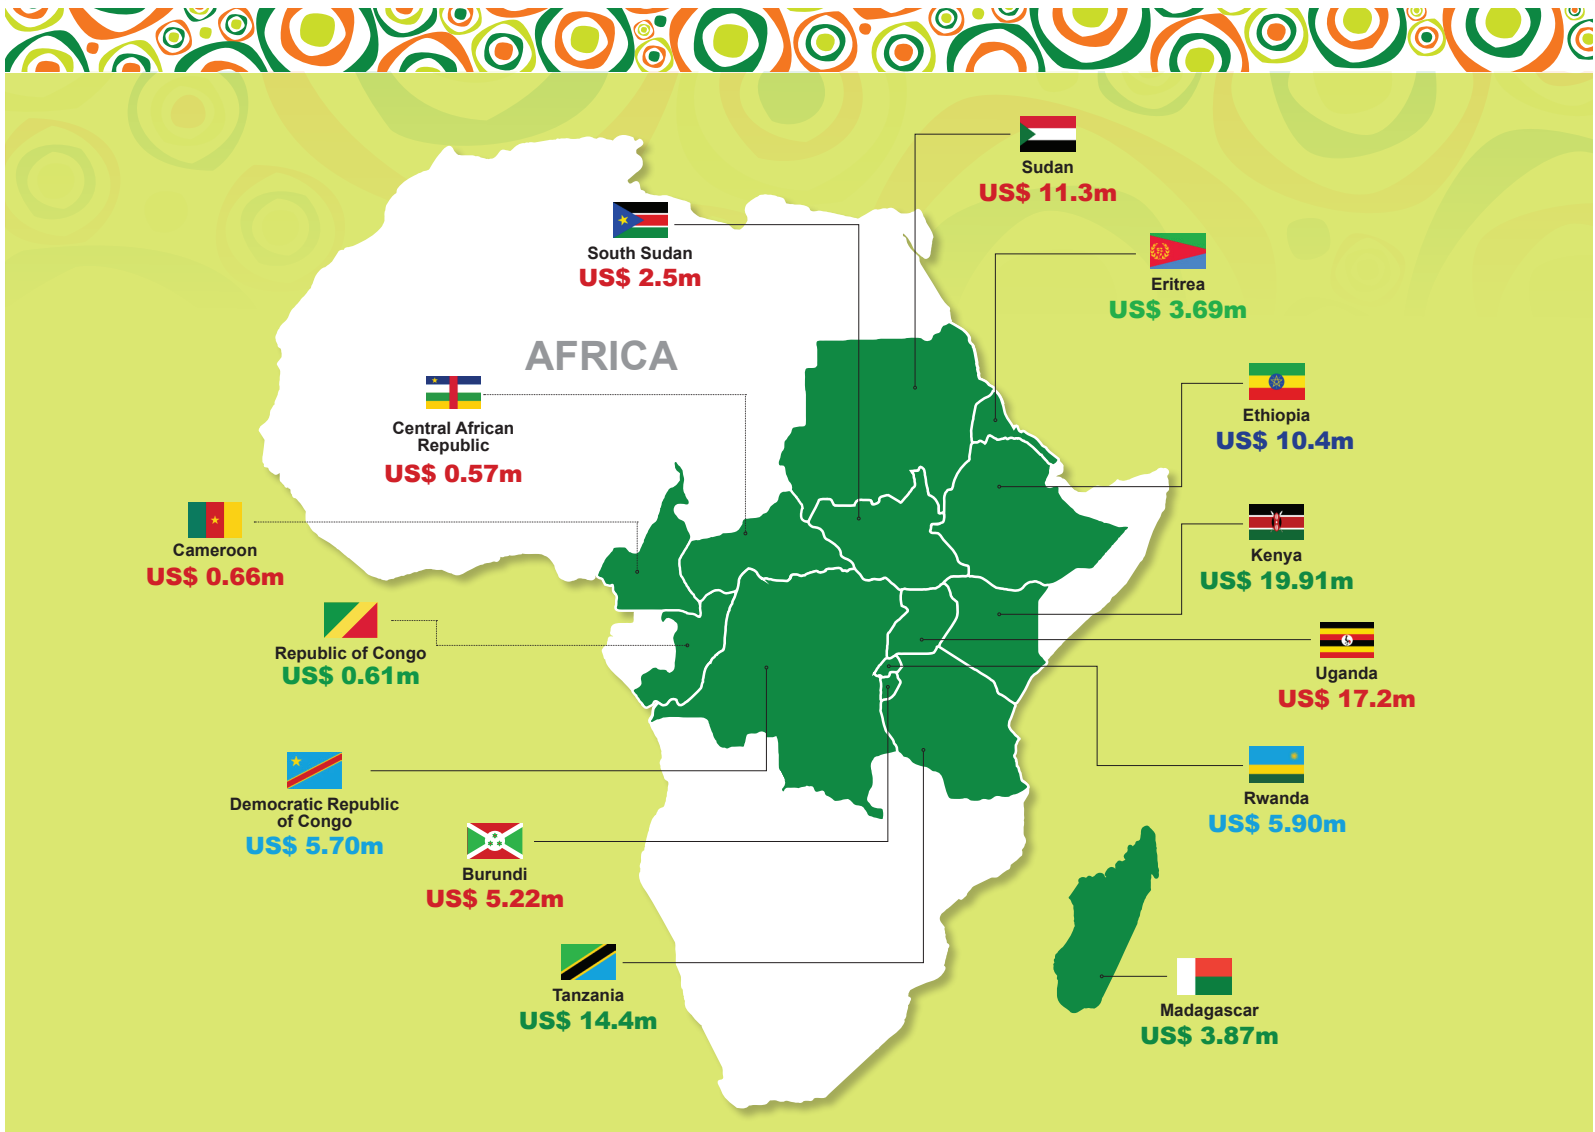 Sudan
US$ 11.3m
South Sudan
US$ 2.5m
Eritrea
US$ 3.69m
AFRICA
Ethiopia
US$ 10.4m
Central African
Republic
US$ 0.57m
Kenya
US$ 19.91m
Cameroon
US$ 0.66m
Republic of Congo
US$ 0.61m
Uganda
US$ 17.2m
Democratic Republic
of Congo
US$ 5.70m
Rwanda
US$ 5.90m
Burundi
US$ 5.22m
Tanzania
US$ 14.4m
Madagascar
US$ 3.87m